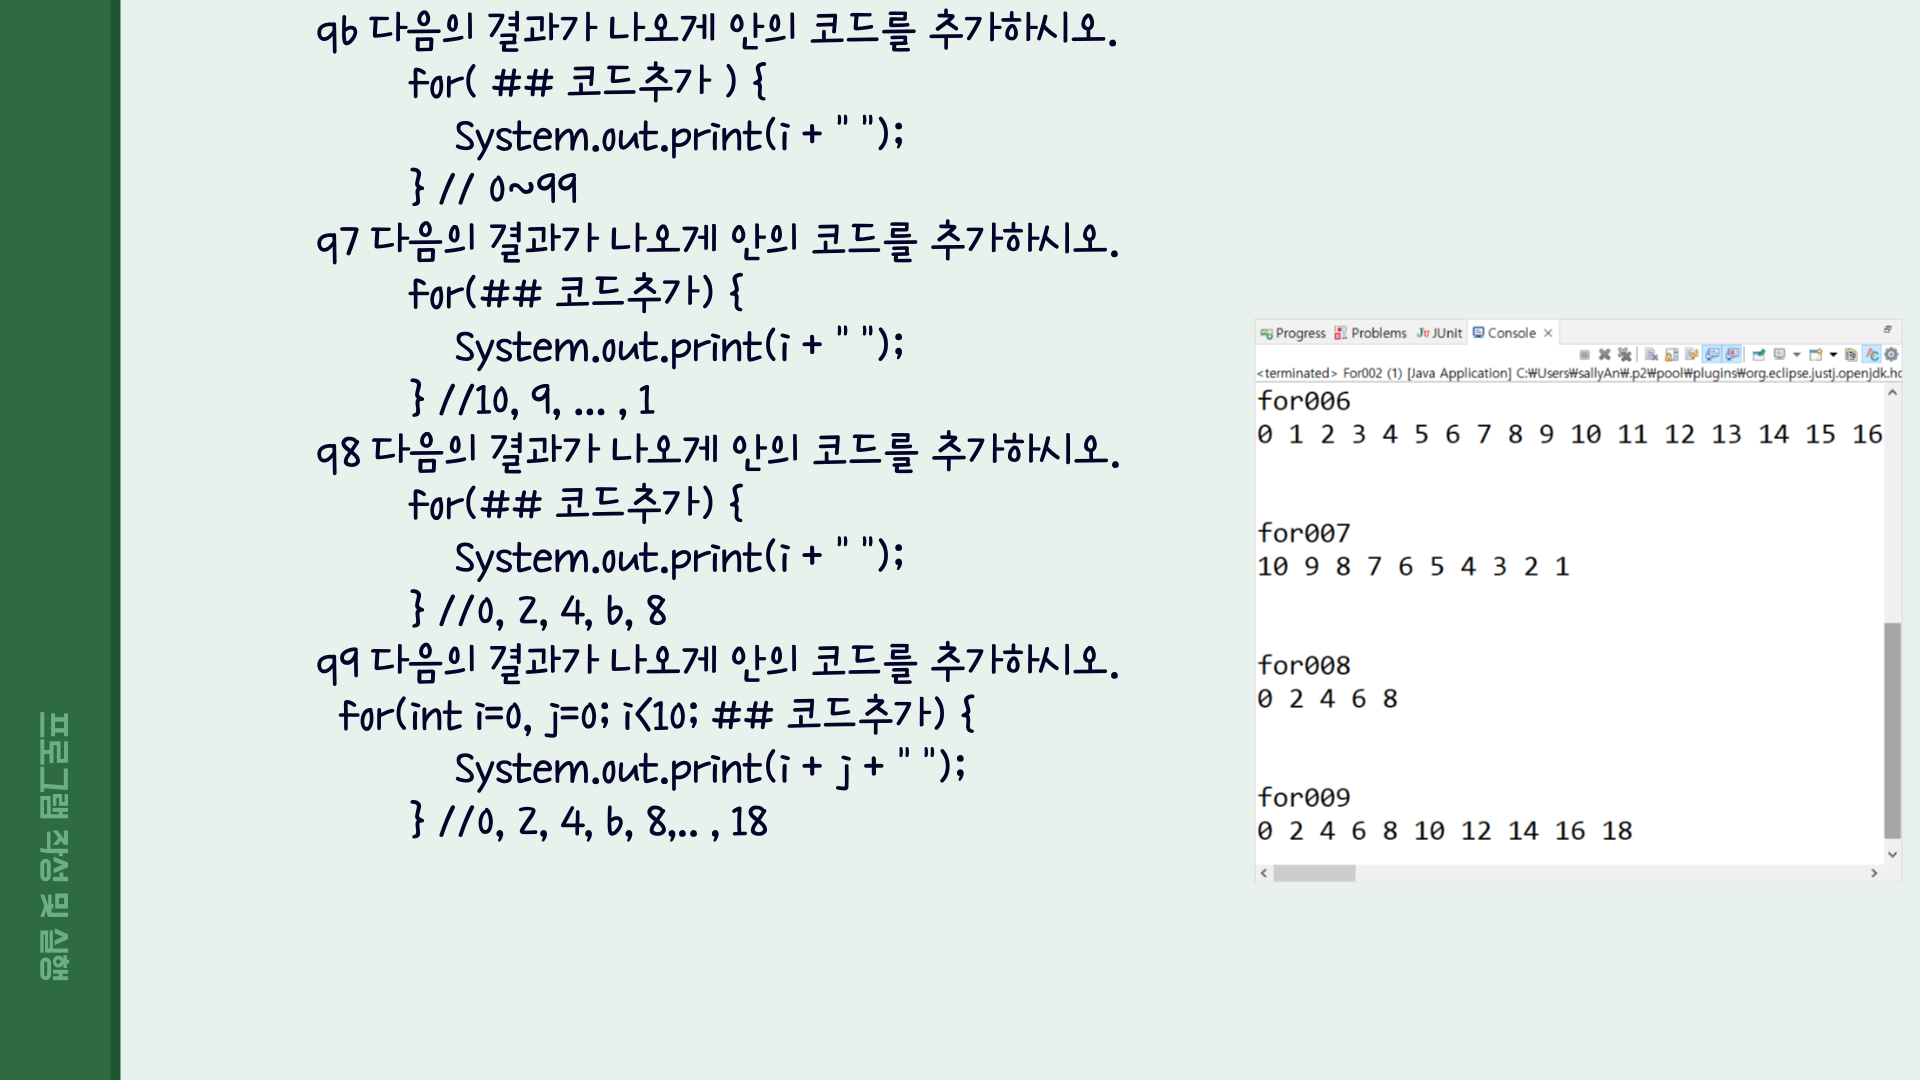 q6 다음의 결과가 나오게 안의 코드를 추가하시오.
for( ## 코드추가 ) {
System.out.print(i + " ");
} // 0~99
q7 다음의 결과가 나오게 안의 코드를 추가하시오.
for(## 코드추가) {
System.out.print(i + " ");
} //10, 9, ... , 1
q8 다음의 결과가 나오게 안의 코드를 추가하시오.
for(## 코드추가) {
System.out.print(i + " ");
} //0, 2, 4, 6, 8
q9 다음의 결과가 나오게 안의 코드를 추가하시오.
for(int i=0, j=0; i<10; ## 코드추가) {
System.out.print(i + j + " ");
} //0, 2, 4, 6, 8,.. , 18
Progress Problems JUnit Console
<terminated> For002 (1) [Java Application] C:₩Users₩sallyAn₩.p2₩pool₩plugins₩org.eclipse.justj.openjdk.hc
for006
0 1 2 3 4 5 6 7 8 9 10 11 12 13 14 15 16
for007
10 9 8 7 6 5 4 3 2 1
for008
0 2 4 6 8
for009
0 2 4 6 8 10 12 14 16 18
프로그램 작성 및 실행